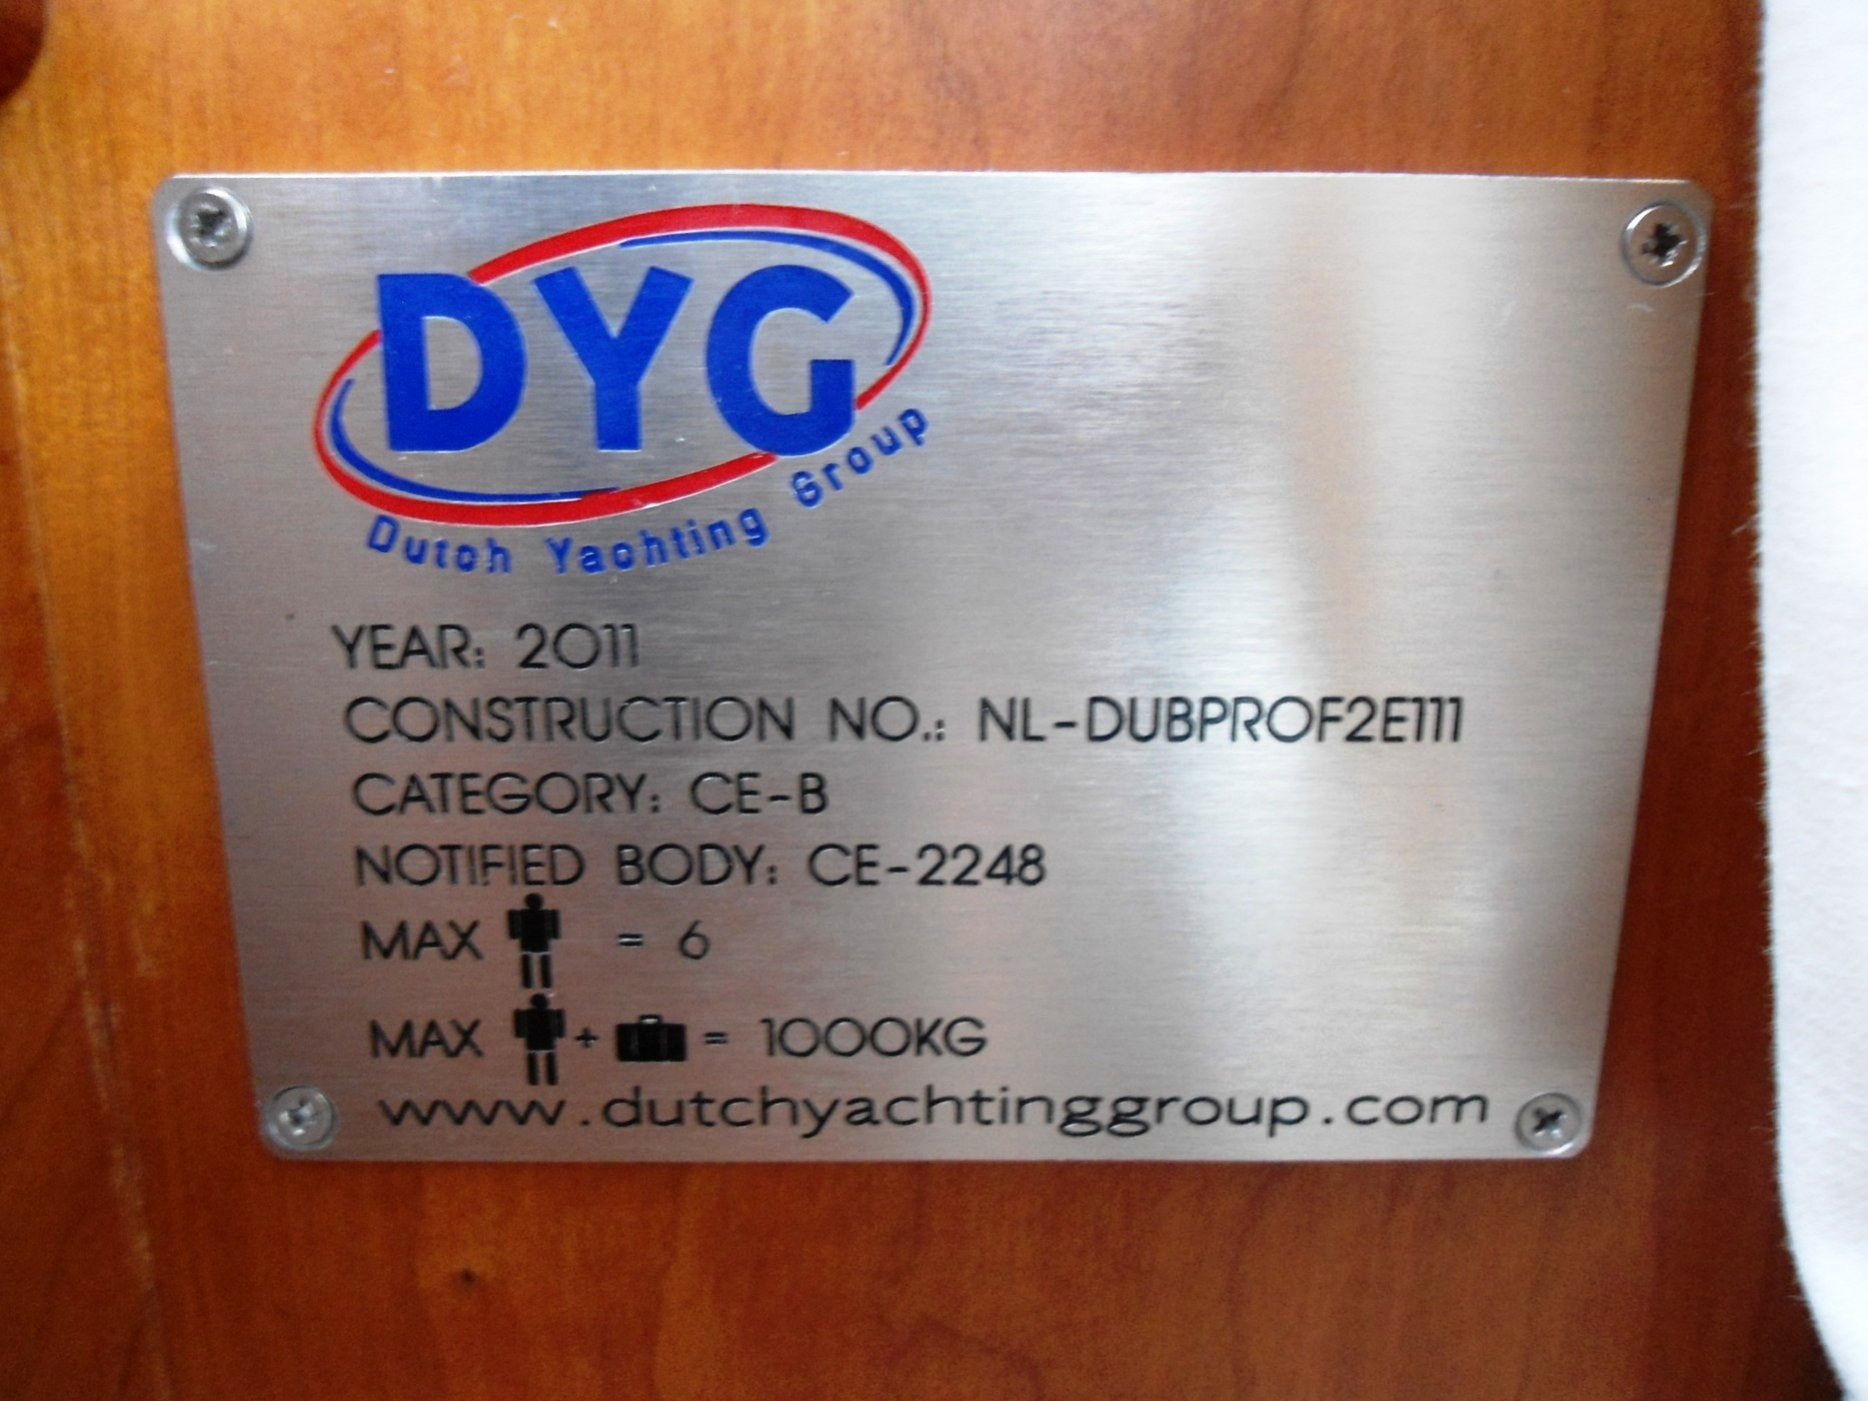 DYG
Dutch Yachting Group
YEAR: 2011
CONSTRUCTION NO.: NL-DUBPROF2E111
CATEGORY: CE-B
NOTIFIED BODY: CE-2248
MAX = 6
MAX + = 1000KG
www.dutchyachtinggroup.com